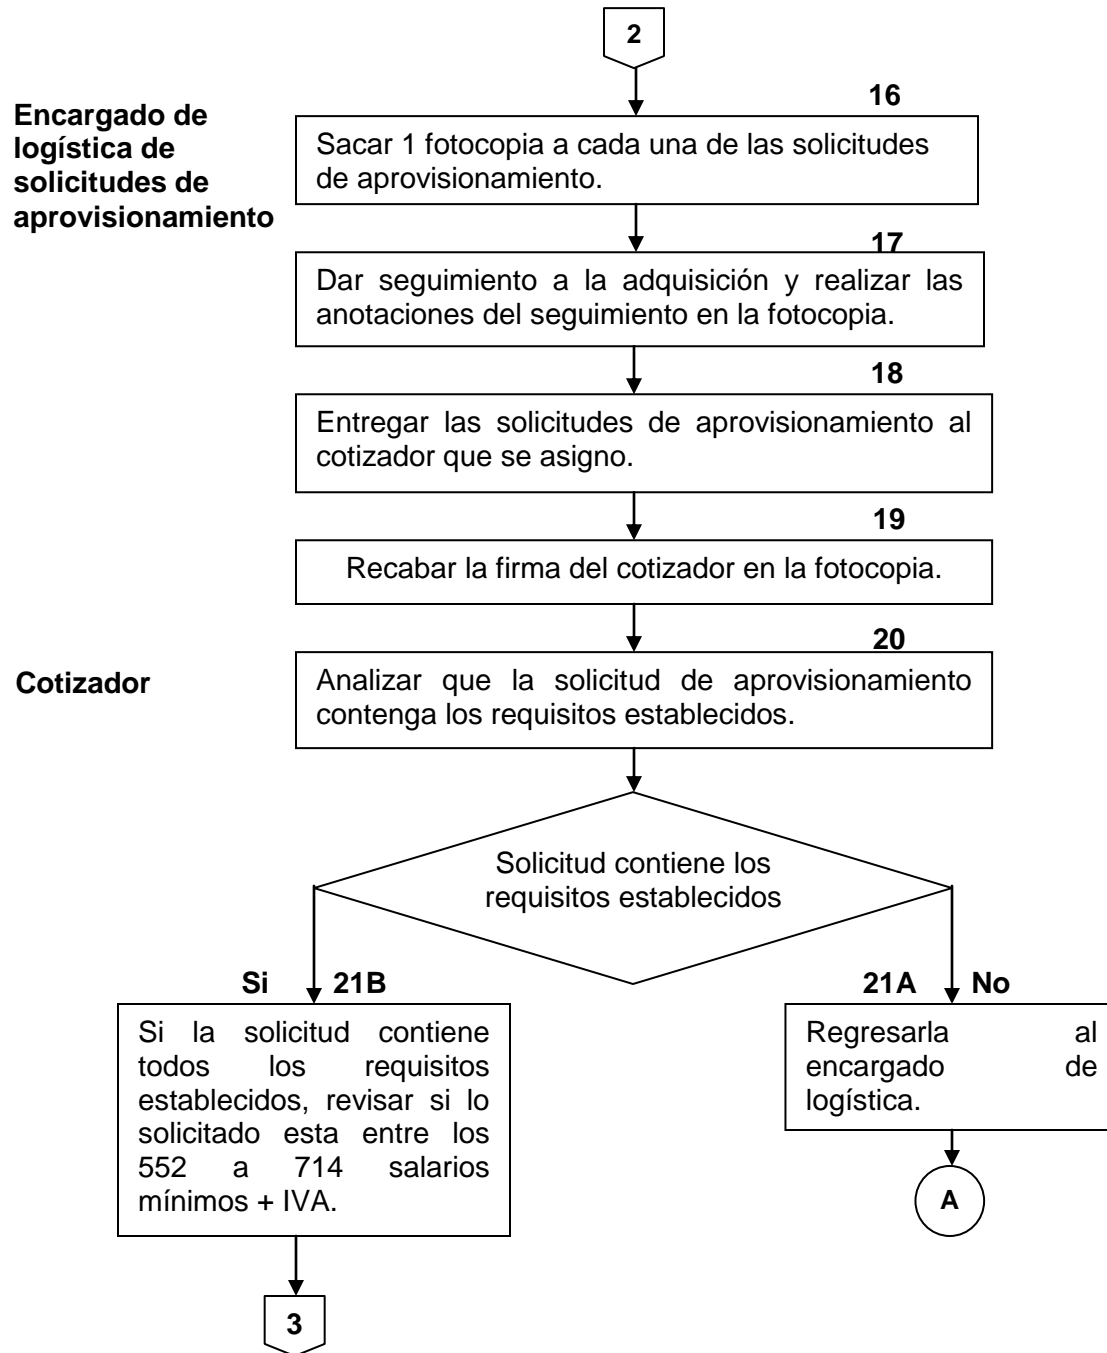 2
Encargado de
logística de
solicitudes de
aprovisionamiento
16
Sacar 1 fotocopia a cada una de las solicitudes
de aprovisionamiento.
17
Dar seguimiento a la adquisición y realizar las
anotaciones del seguimiento en la fotocopia.
18
Entregar las solicitudes de aprovisionamiento al
cotizador que se asigno.
19
Recabar la firma del cotizador en la fotocopia.
20
Cotizador
Analizar que la solicitud de aprovisionamiento
contenga los requisitos establecidos.
Solicitud contiene los
requisitos establecidos
Si 21B
Si la solicitud contiene
todos los requisitos
establecidos, revisar si lo
solicitado esta entre los
552 a 714 salarios
mínimos + IVA.
3
21A No
Regresarla al
encargado de
logística.
A